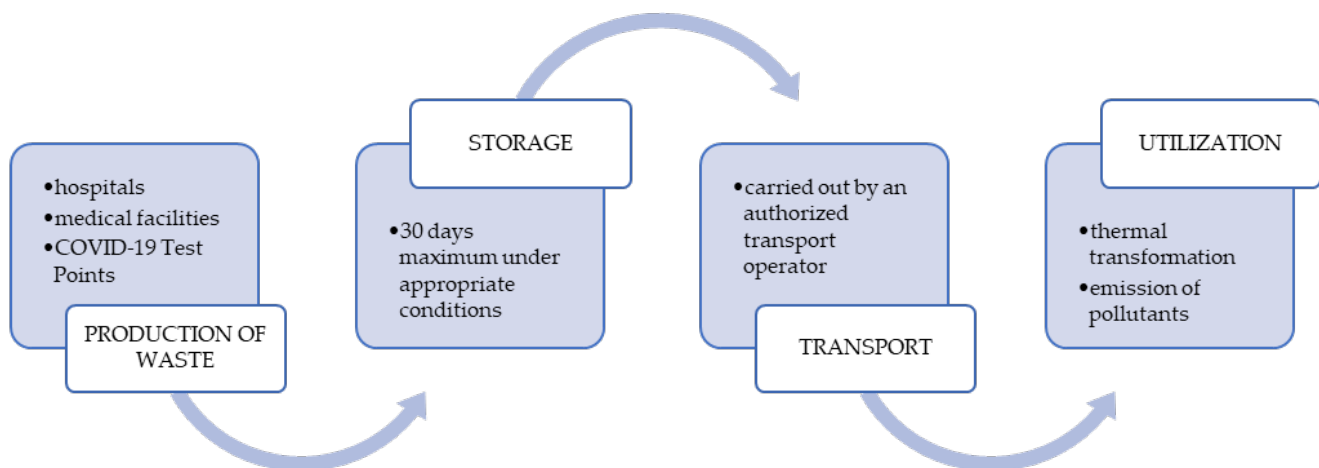 •hospitals
•medical facilities
•COVID-19 Test
Points
PRODUCTION OF
WASTE
STORAGE
•30 days
maximum under
appropriate
conditions
•carried out by an
authorized
transport
operator
TRANSPORT
UTILIZATION
•thermal
transformation
•emission of
pollutants